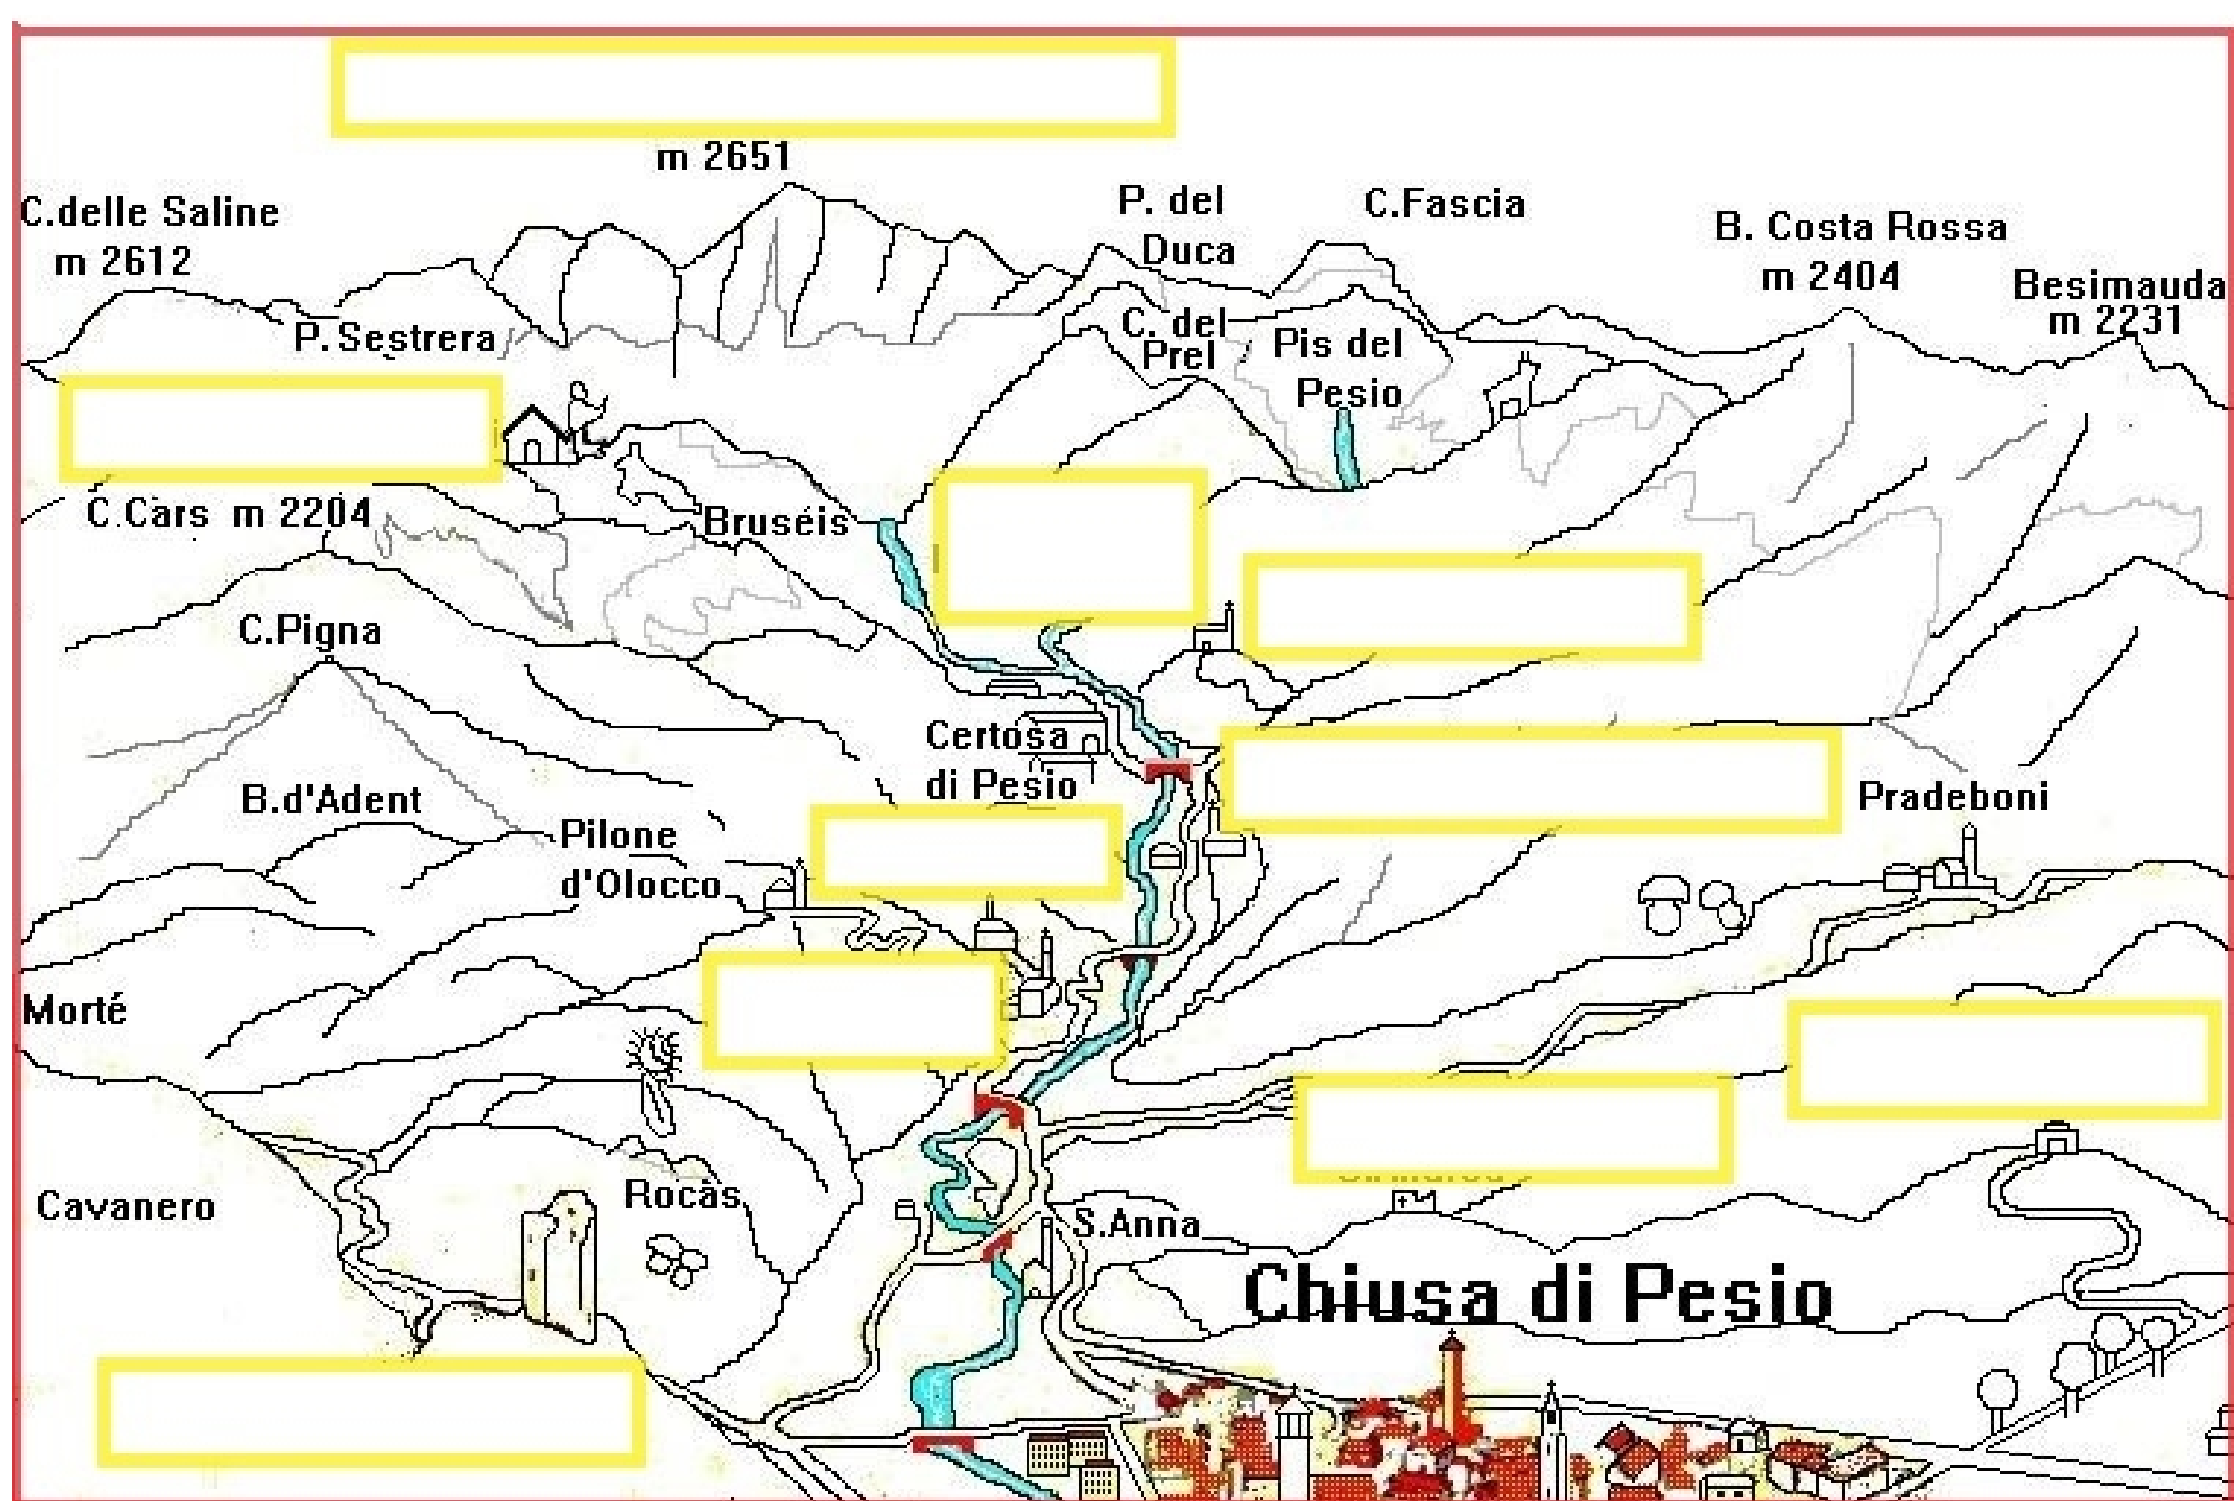 m 2651
C.delle Saline
m 2612
P. del
Duca
C.Fascia
B. Costa Rossa
m 2404
Besimauda
m 2231
P.Sestrera
C. del
Prel
Pis del
Pesio
C.Cars m 2204
Bruséis
C.Pigna
Certosa
di Pesio
B.d'Adent
Pilone
d'Olocco
Pradeboni
Morté
Cavanero
Rocàs
S.Anna
Chiusa di Pesio